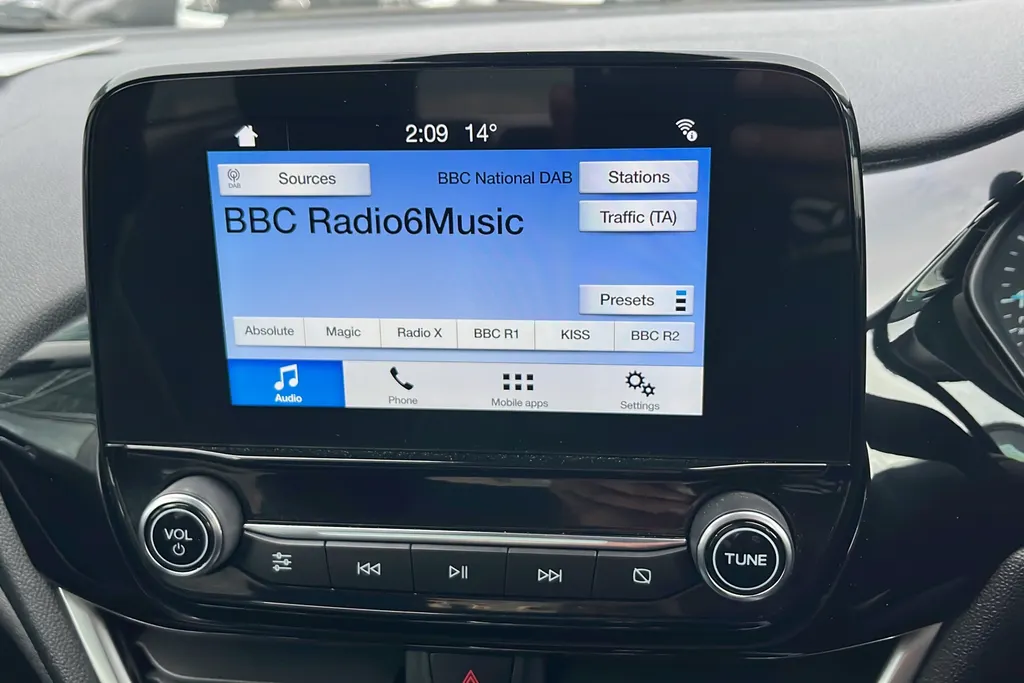 2:09 14°
DAB Sources BBC National DAB Stations
BBC Radio6Music Traffic (TA)
Presets
Absolute Magic Radio X BBC R1 KISS BBC R2
Audio Phone Mobile apps Settings
VOL TUNE